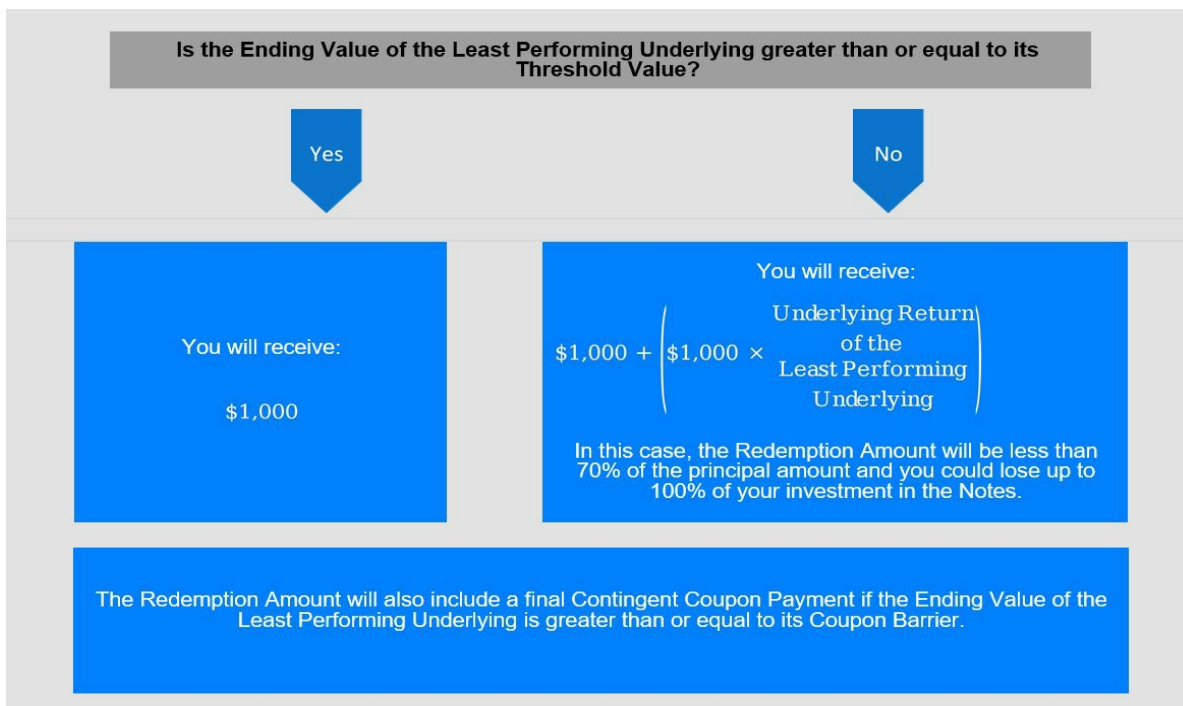 Is the Ending Value of the Least Performing Underlying greater than or equal to its
Threshold Value?
Yes
No
You will receive:
$1,000
You will receive:
$1,000 + ($1,000 × Underlying Return
of the
Least Performing
Underlying)
In this case, the Redemption Amount will be less than
70% of the principal amount and you could lose up to
100% of your investment in the Notes.
The Redemption Amount will also include a final Contingent Coupon Payment if the Ending Value of the
Least Performing Underlying is greater than or equal to its Coupon Barrier.